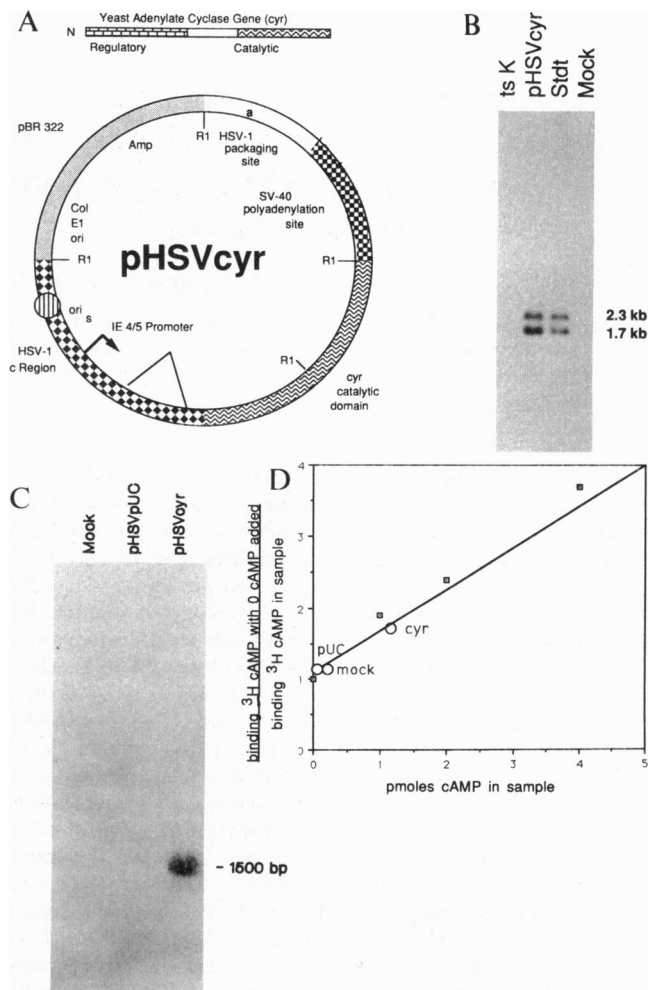 A
Yeast Adenylate Cyclase Gene (cyr)
N
Regulatory
Catalytic
pBR 322
Amp
R1
a
HSV-1
packaging
site
SV-40
polyadenylation
site
Col
E1
ori
R1
pHSVcyr
R1
ori
s
IE 4/5 Promoter
HSV-1
c Region
R1
cyr
catalytic
domain
B
ts K
pHSVcyr
Stdt
Mock
2.3 kb
1.7 kb
C
Mock
pHSVpUC
pHSVcyr
- 1500 bp
D
binding ³H cAMP with 0 cAMP added
binding ³H cAMP in sample
4
3
2
1
0
pUC
mock
cyr
0
1
2
3
4
5
pmoles cAMP in sample